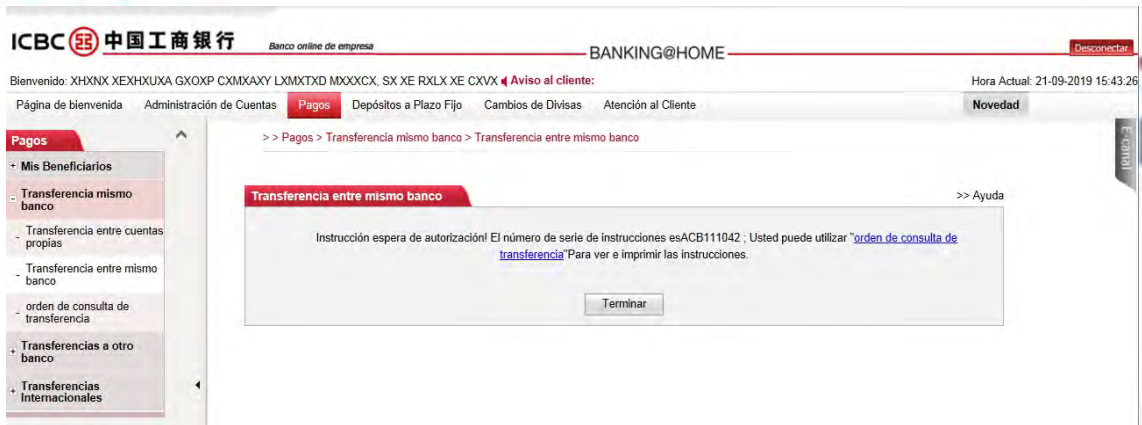 ICBC 中国工商银行
Banco online de empresa
BANKING@HOME
Desconectar
Bienvenido: XHXNX XEXHXUXA GXOXP CXMXAXY LXMTXTD MXXXCX, SX XE RXLX XE CXVX Aviso al cliente:
Hora Actual: 21-09-2019 15:43:26
Página de bienvenida Administración de Cuentas Pagos Depósitos a Plazo Fijo Cambios de Divisas Atención al Cliente Novedad
E-canal
Pagos
+ Mis Beneficiarios
- Transferencia mismo
banco
- Transferencia entre cuentas
propias
- Transferencia entre mismo
banco
- orden de consulta de
transferencia
+ Transferencias a otro
banco
+ Transferencias
Internacionales
> > Pagos > Transferencia mismo banco > Transferencia entre mismo banco
Transferencia entre mismo banco
>> Ayuda
Instrucción espera de autorización! El número de serie de instrucciones esACB111042 ; Usted puede utilizar "orden de consulta de
transferencia"Para ver e imprimir las instrucciones.
Terminar